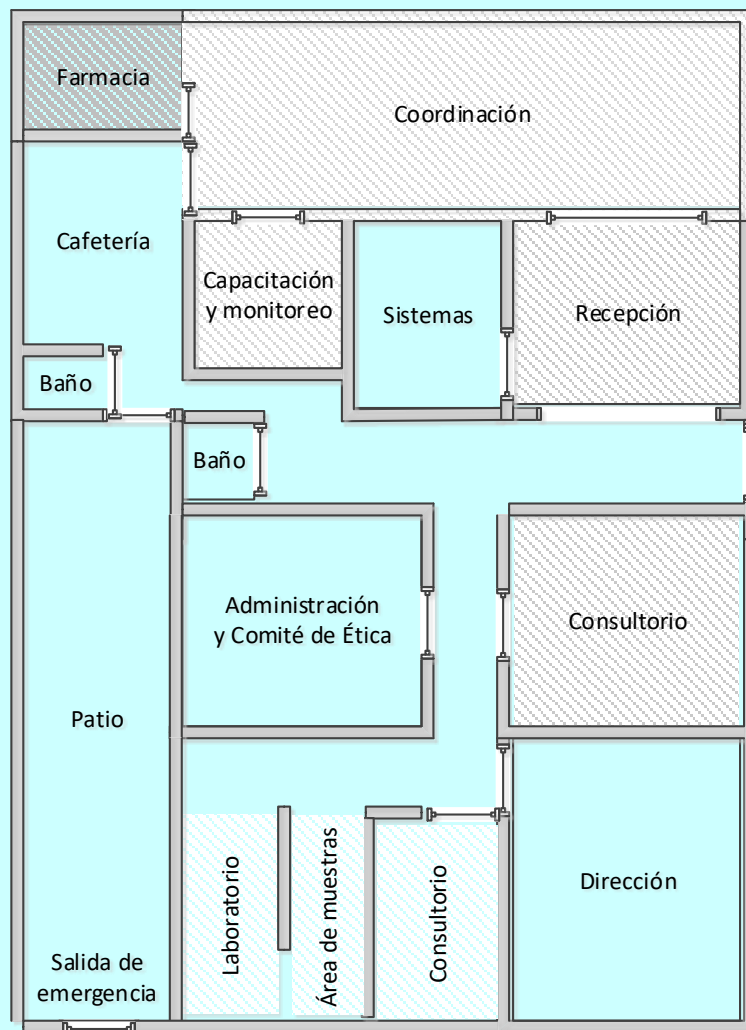 Farmacia
Coordinación
Cafetería
Capacitación
y monitoreo
Sistemas
Recepción
Baño
Baño
Administración
y Comité de Ética
Consultorio
Patio
Laboratorio
Área de muestras
Consultorio
Dirección
Salida de
emergencia